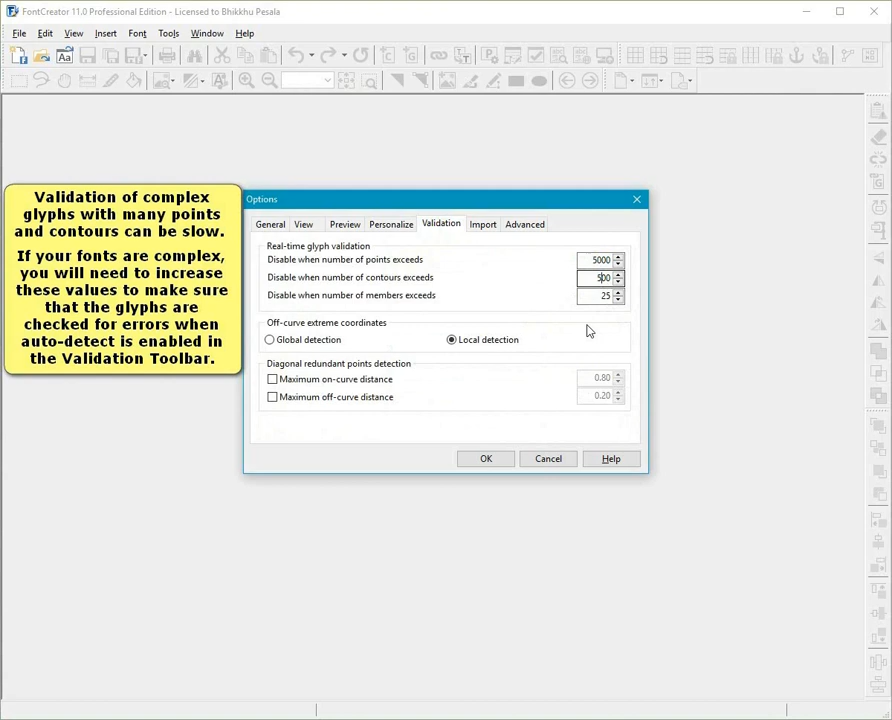 FontCreator 11.0 Professional Edition - Licensed to Bhikkhu Pesala
File Edit View Insert Font Tools Window Help
Validation of complex
glyphs with many points
and contours can be slow.
If your fonts are complex,
you will need to increase
these values to make sure
that the glyphs are
checked for errors when
auto-detect is enabled in
the Validation Toolbar.
Options
General View Preview Personalize Validation Import Advanced
Real-time glyph validation
Disable when number of points exceeds 5000
Disable when number of contours exceeds 500
Disable when number of members exceeds 25
Off-curve extreme coordinates
Global detection Local detection
Diagonal redundant points detection
Maximum on-curve distance 0.80
Maximum off-curve distance 0.20
OK Cancel Help